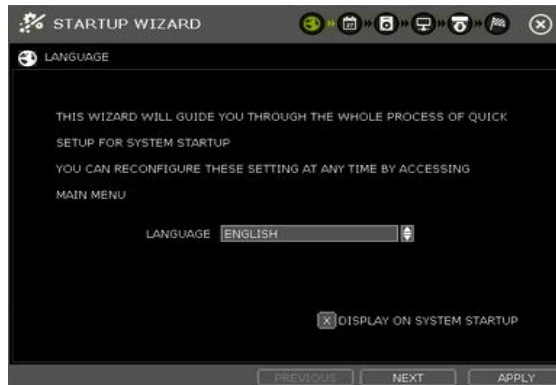 STARTUP WIZARD
LANGUAGE
THIS WIZARD WILL GUIDE YOU THROUGH THE WHOLE PROCESS OF QUICK
SETUP FOR SYSTEM STARTUP
YOU CAN RECONFIGURE THESE SETTING AT ANY TIME BY ACCESSING
MAIN MENU
LANGUAGE ENGLISH
DISPLAY ON SYSTEM STARTUP
PREVIOUS NEXT APPLY